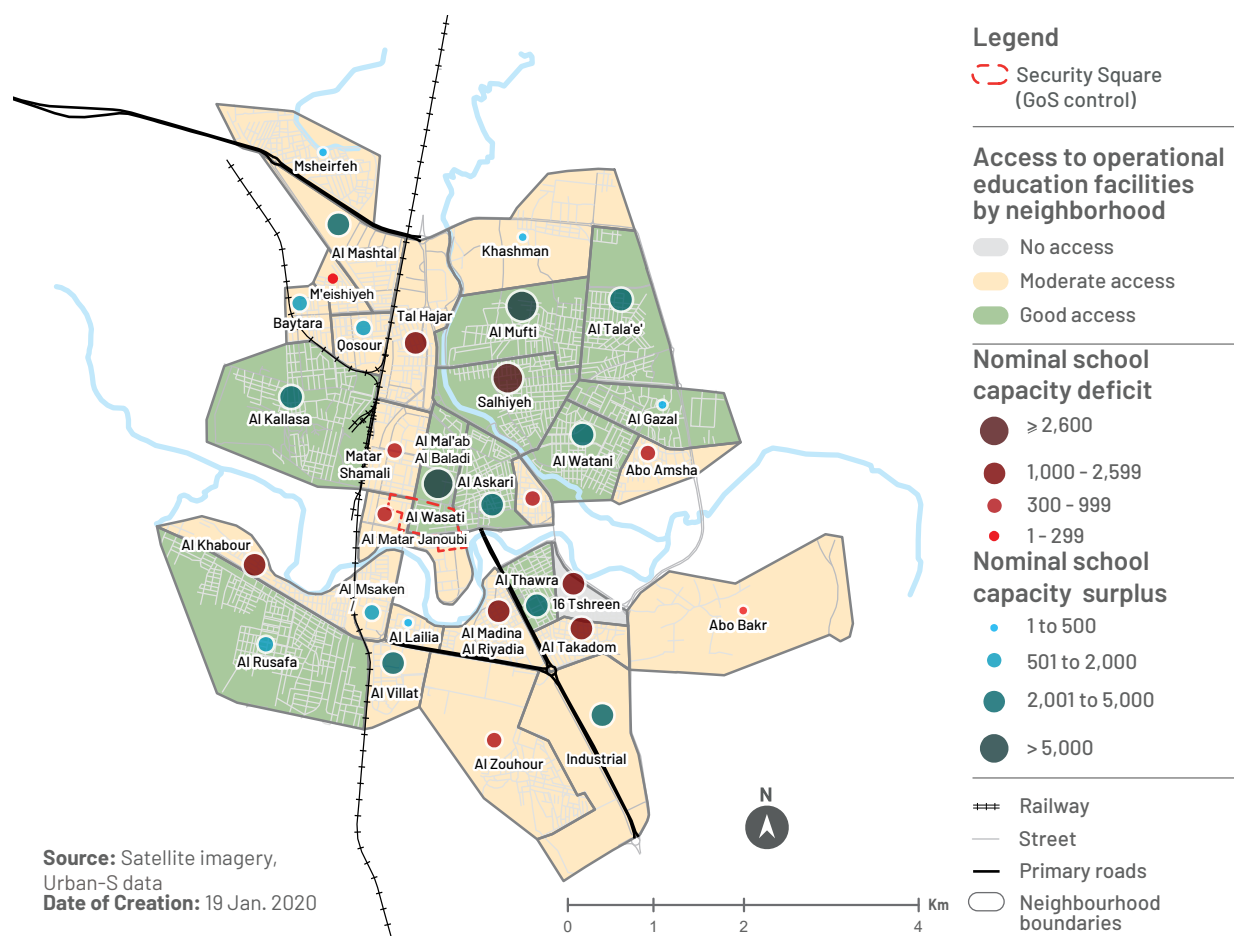 Msheirfeh
Al Mashtal
Khashman
M'eishiyeh
Baytara
Tal Hajar
Al Mufti
Al Tala'e'
Qosour
Salhiyeh
Al Kallasa
Al Gazal
Al Mal'ab
Al Baladi
Matar
Shamali
Al Watani
Abo Amsha
Al Askari
Al Wasati
Al Matar Janoubi
Al Khabour
Al Thawra
16 Tshreen
Al Msaken
Al Lailia
Al Madina
Al Riyadia
Al Takadom
Abo Bakr
Al Rusafa
Al Villat
Al Zouhour
Industrial
N
Km
0
1
2
4
Source: Satellite imagery,
Urban-S data
Date of Creation: 19 Jan. 2020
Legend
Security Square
(GoS control)
Access to operational
education facilities
by neighborhood
No access
Moderate access
Good access
Nominal school
capacity deficit
⩾ 2,600
1,000 - 2,599
300 - 999
1 - 299
Nominal school
capacity surplus
1 to 500
501 to 2,000
2,001 to 5,000
> 5,000
Railway
Street
Primary roads
Neighbourhood
boundaries